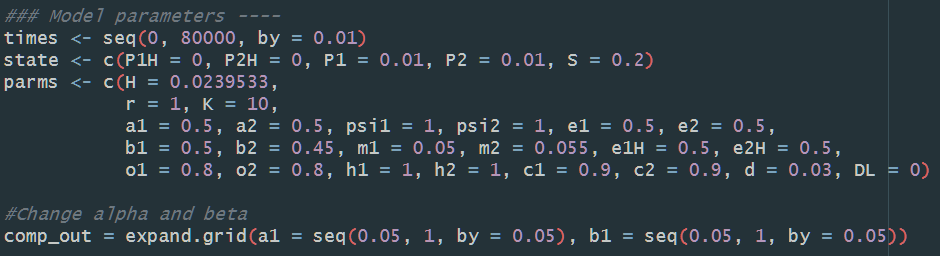 ### Model parameters ----
times <- seq(0, 80000, by = 0.01)
state <- c(P1H = 0, P2H = 0, P1 = 0.01, P2 = 0.01, S = 0.2)
parms <- c(H = 0.0239533,
r = 1, K = 10,
a1 = 0.5, a2 = 0.5, psi1 = 1, psi2 = 1, e1 = 0.5, e2 = 0.5,
b1 = 0.5, b2 = 0.45, m1 = 0.05, m2 = 0.055, e1H = 0.5, e2H = 0.5,
o1 = 0.8, o2 = 0.8, h1 = 1, h2 = 1, c1 = 0.9, c2 = 0.9, d = 0.03, DL = 0)
#Change alpha and beta
comp_out = expand.grid(a1 = seq(0.05, 1, by = 0.05), b1 = seq(0.05, 1, by = 0.05))